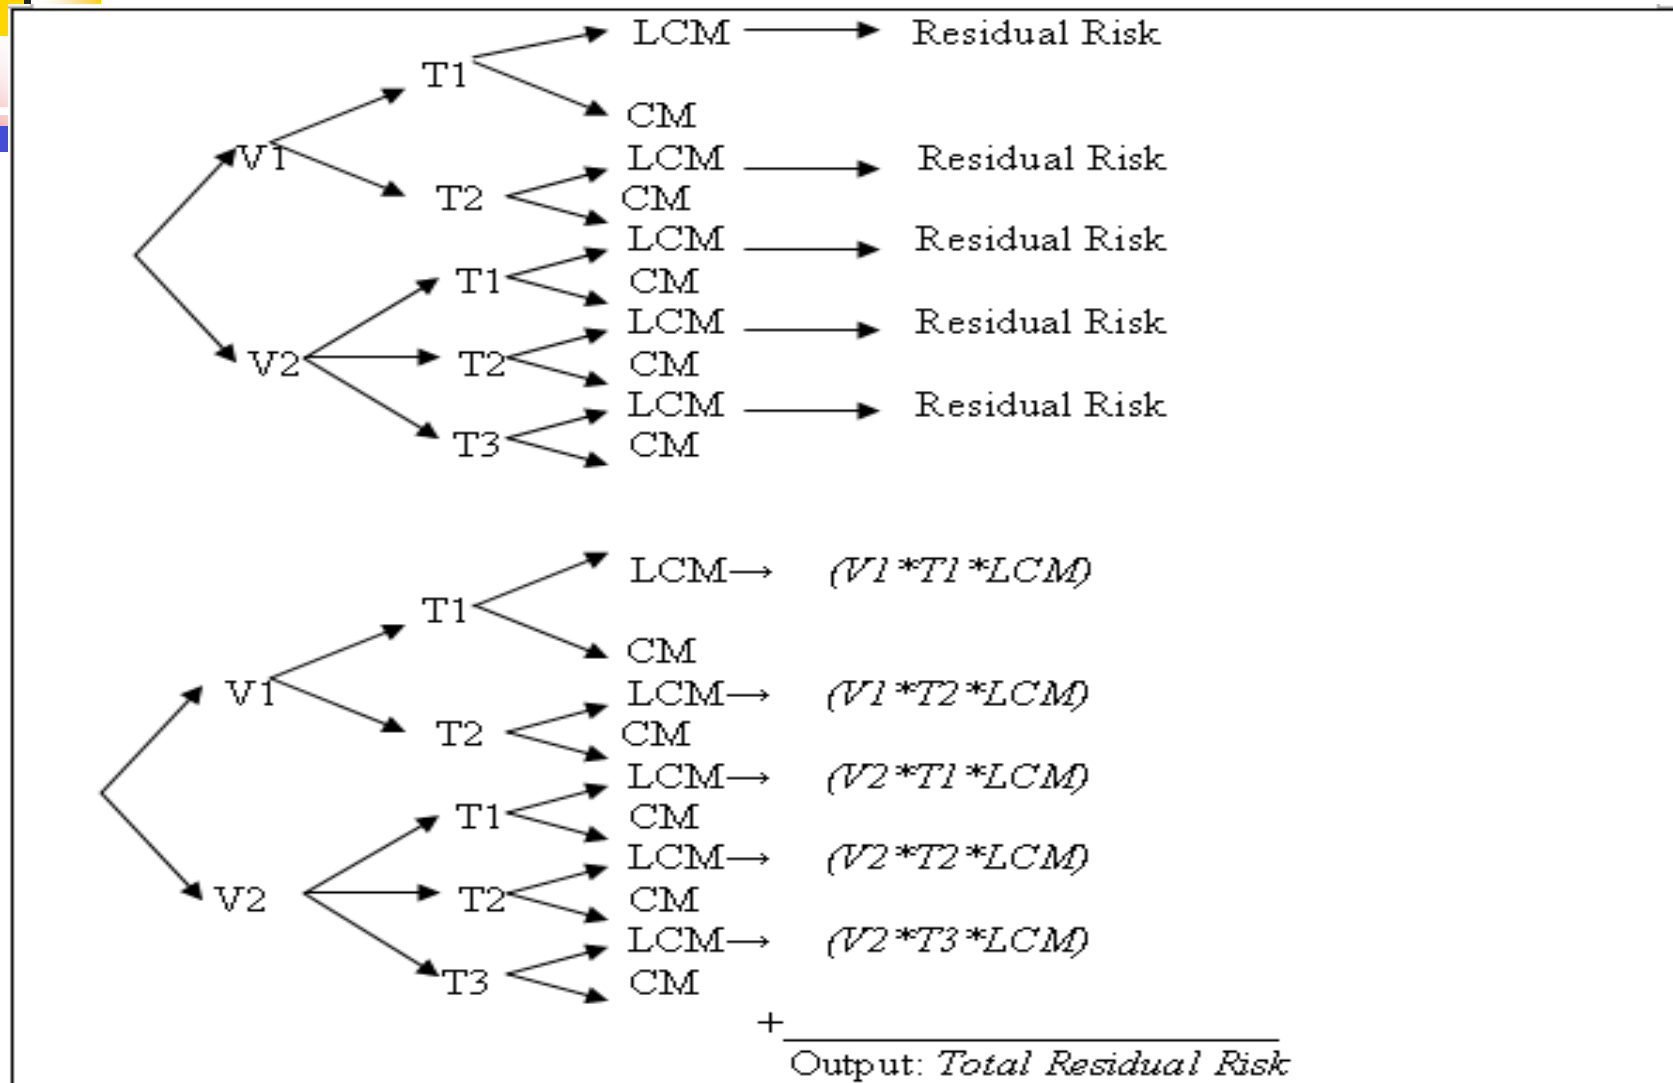 LCM Residual Risk
T1
CM
V1 LCM Residual Risk
T2 CM
LCM Residual Risk
T1 CM
LCM Residual Risk
V2 T2 CM
LCM Residual Risk
T3 CM
LCM→ (V1*T1*LCM)
T1
CM
V1 LCM→ (V1*T2*LCM)
T2 CM
LCM→ (V2*T1*LCM)
T1 CM
LCM→ (V2*T2*LCM)
V2 T2 CM
LCM→ (V2*T3*LCM)
T3 CM
+
Output: Total Residual Risk